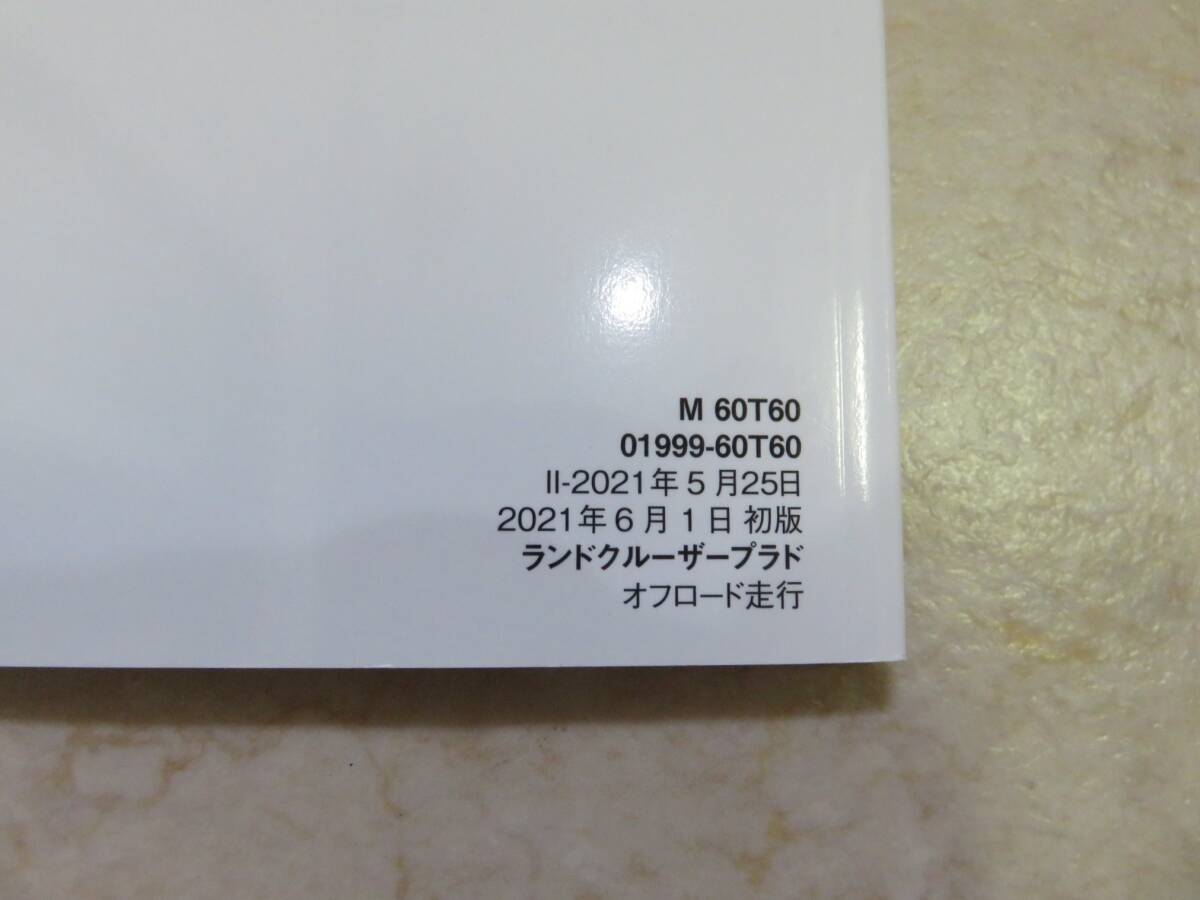 M 60T60
01999-60T60
II-2021年5月25日
2021年6月1日 初版
ランドクルーザープラド
オフロード走行